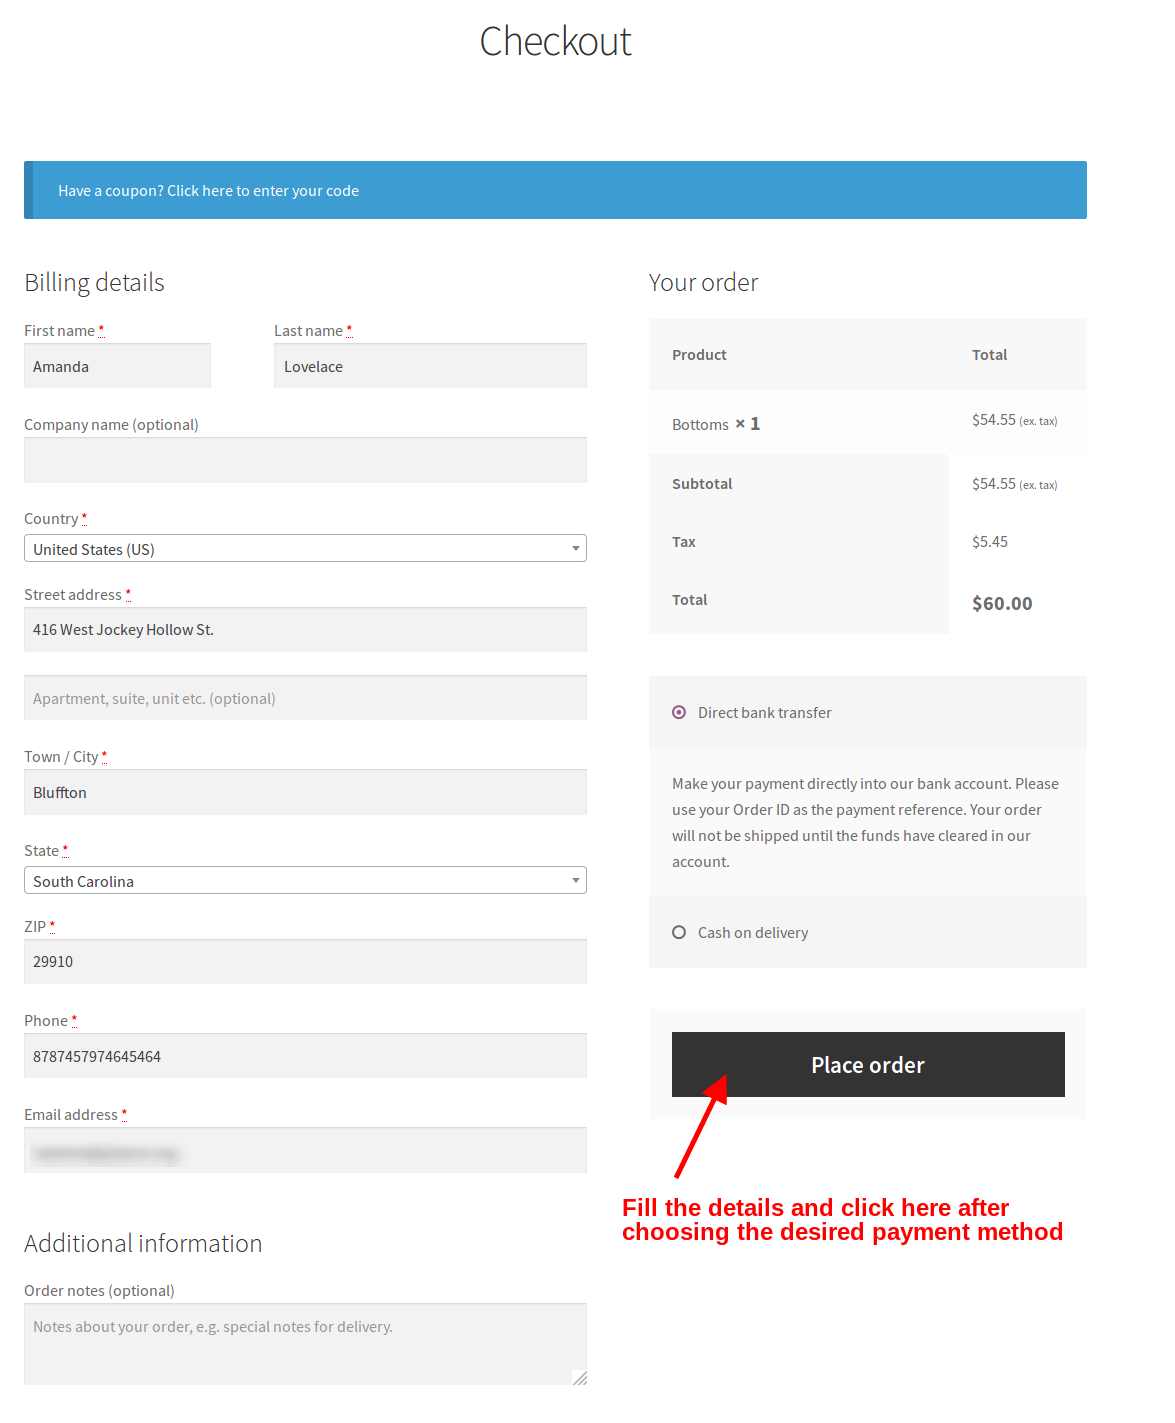 Checkout
Have a coupon? Click here to enter your code
Billing details
First name *
Last name *
Amanda
Lovelace
Company name (optional)
Country *
United States (US)
Street address *
416 West Jockey Hollow St.
Apartment, suite, unit etc. (optional)
Town / City *
Bluffton
State *
South Carolina
ZIP *
29910
Phone *
8787457974645464
Email address *
Additional information
Order notes (optional)
Notes about your order, e.g. special notes for delivery.
Your order
Product Total
Bottoms × 1 $54.55 (ex. tax)
Subtotal $54.55 (ex. tax)
Tax $5.45
Total $60.00
Direct bank transfer
Make your payment directly into our bank account. Please
use your Order ID as the payment reference. Your order
will not be shipped until the funds have cleared in our
account.
Cash on delivery
Place order
Fill the details and click here after
choosing the desired payment method